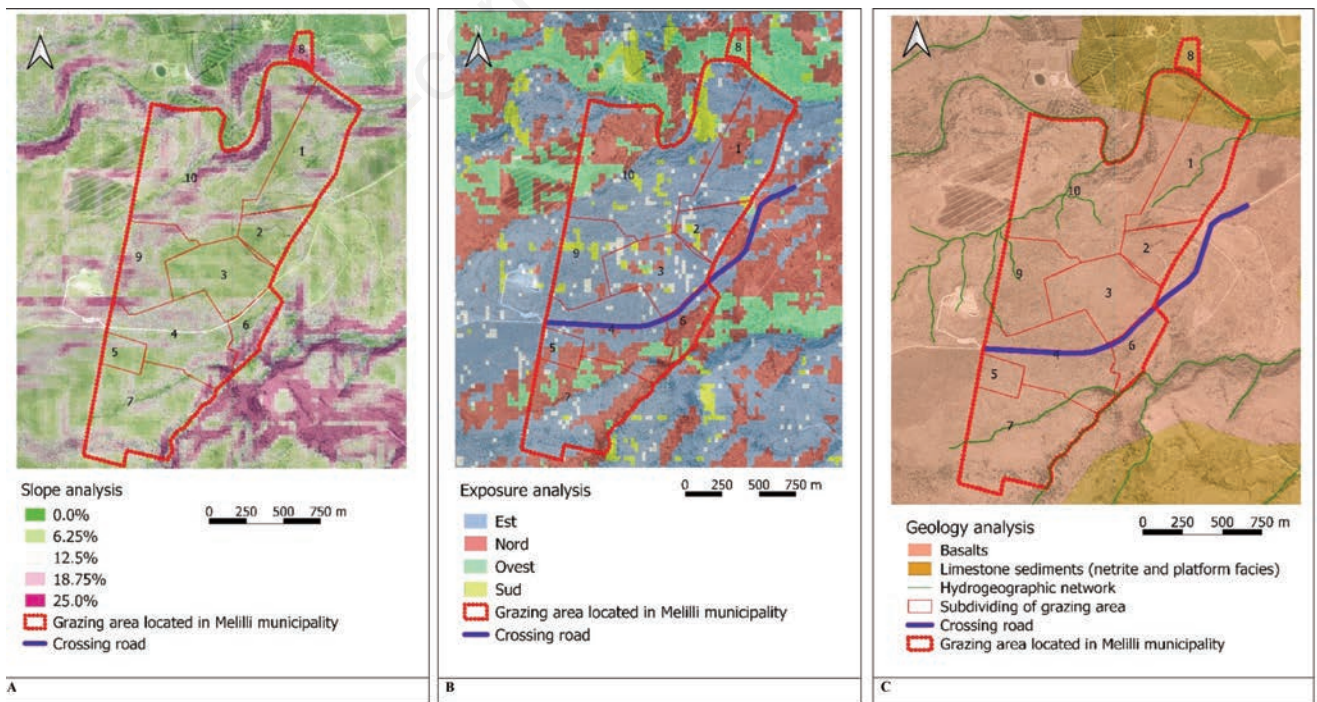 8
1
10
2
9
3
4
6
5
7
Slope analysis
0 250 500 750 m
0.0%
6.25%
12.5%
18.75%
25.0%
Grazing area located in Melilli municipality
Crossing road
A
8
1
10
2
9
3
6
4
5
7
Exposure analysis
0 250 500 750 m
Est
Nord
Ovest
Sud
Grazing area located in Melilli municipality
Crossing road
B
8
1
10
2
9
3
6
4
5
7
Geology analysis
0 250 500 750 m
Basalts
Limestone sediments (netrite and platform facies)
Hydrogeographic network
Subdividing of grazing area
Crossing road
Grazing area located in Melilli municipality
C